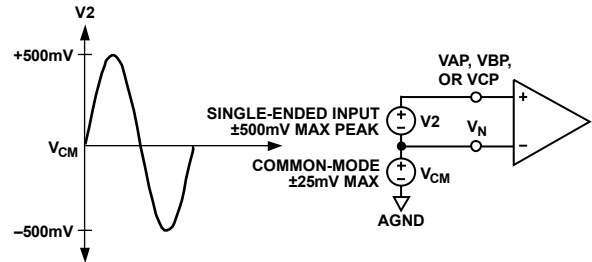 V2
+500mV
VCM
–500mV
VAP, VBP,
OR VCP
SINGLE-ENDED INPUT
±500mV MAX PEAK
+
–
V2
VN
+
–
COMMON-MODE
±25mV MAX
+
–
VCM
AGND